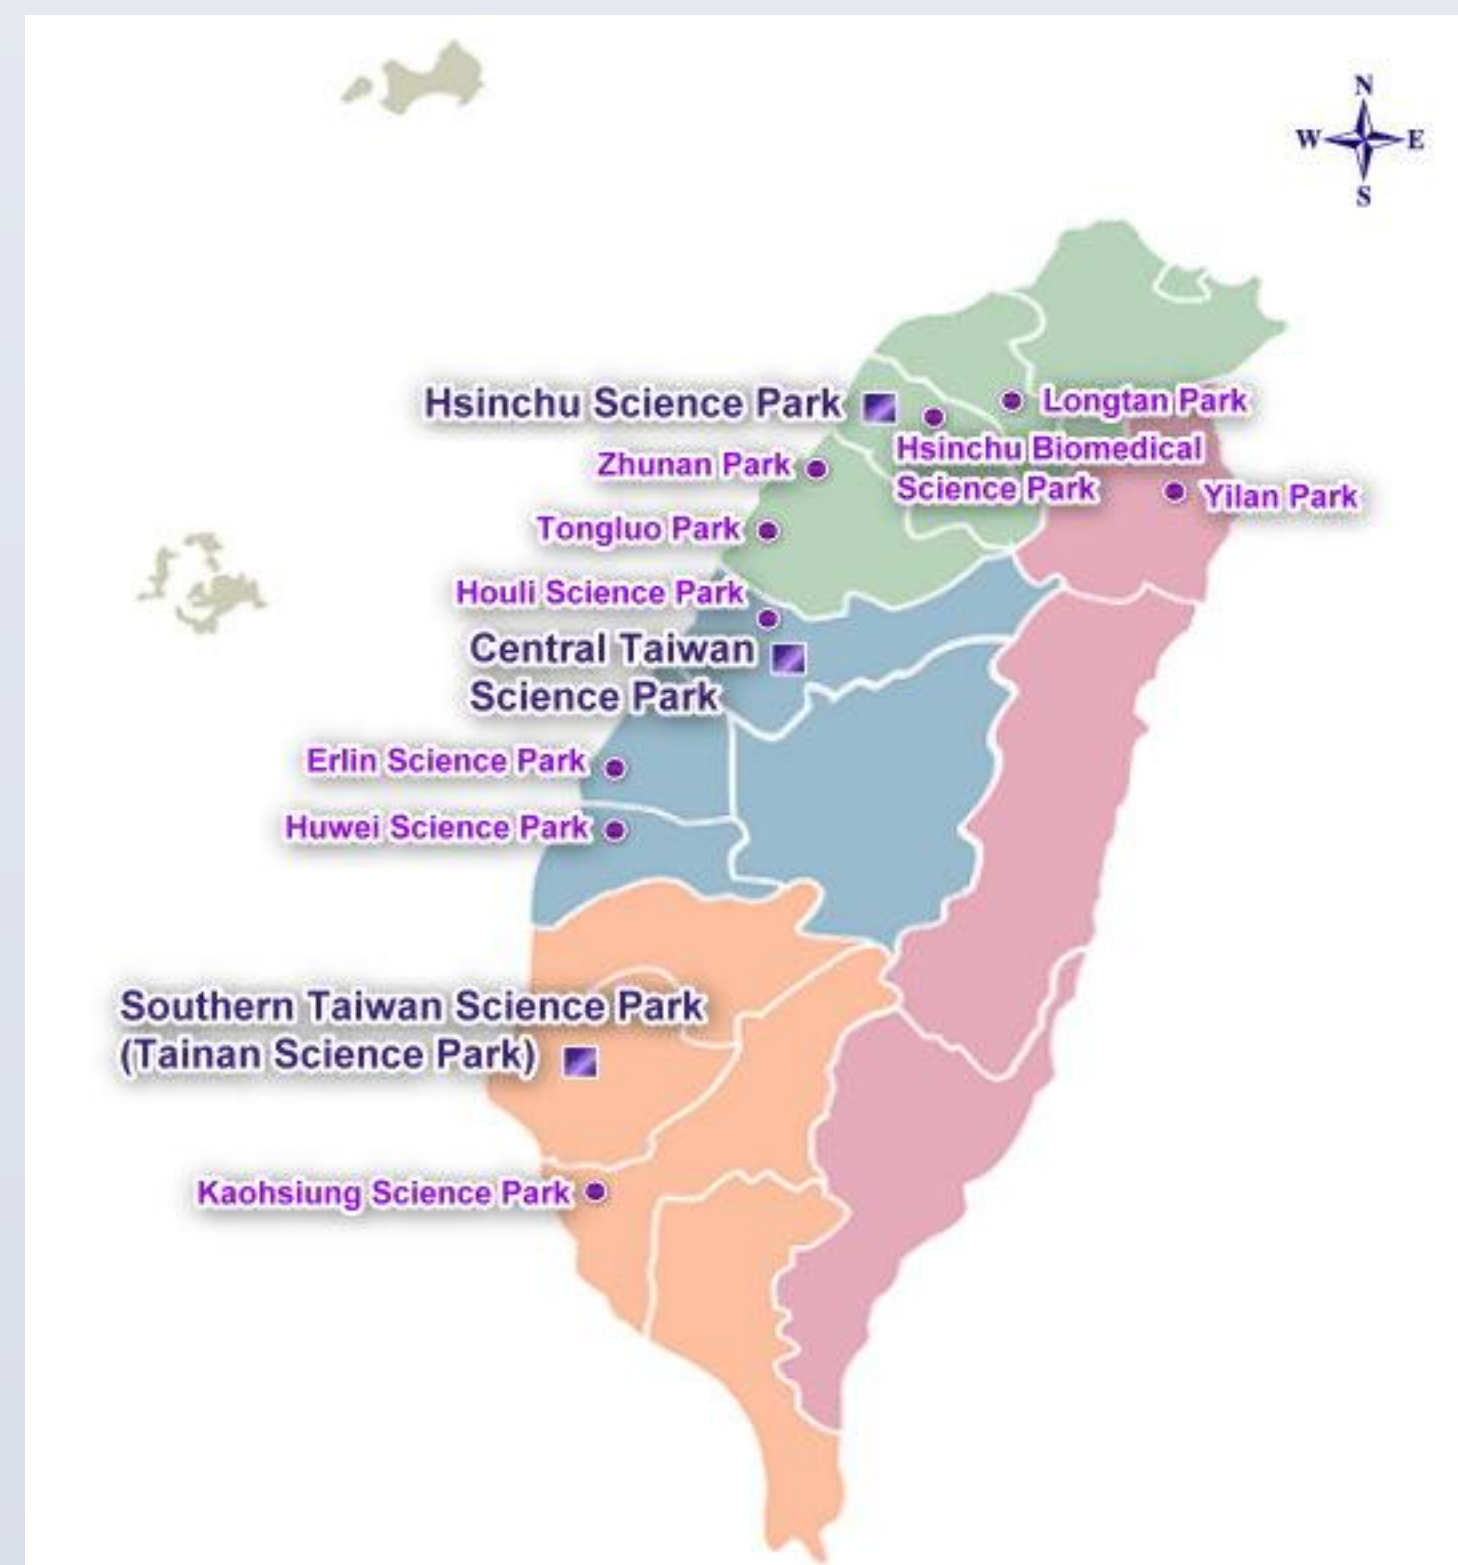 N
W E
S
Hsinchu Science Park
Longtan Park
Hsinchu Biomedical
Science Park
Zhunan Park
Yilan Park
Tongluo Park
Houli Science Park
Central Taiwan
Science Park
Erlin Science Park
Huwei Science Park
Southern Taiwan Science Park
(Tainan Science Park)
Kaohsiung Science Park